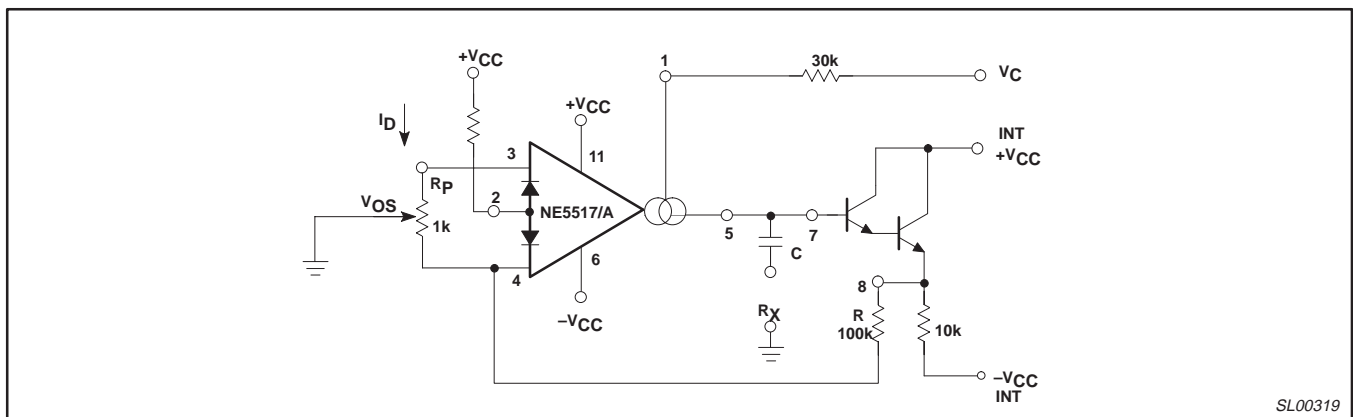 +VCC
1
30k
VC
ID
+VCC
INT
+VCC
3
11
RP
VOS
2
NE5517/A
1k
5
7
C
4
6
8
–VCC
RX
R
100k
10k
–VCC
INT
SL00319